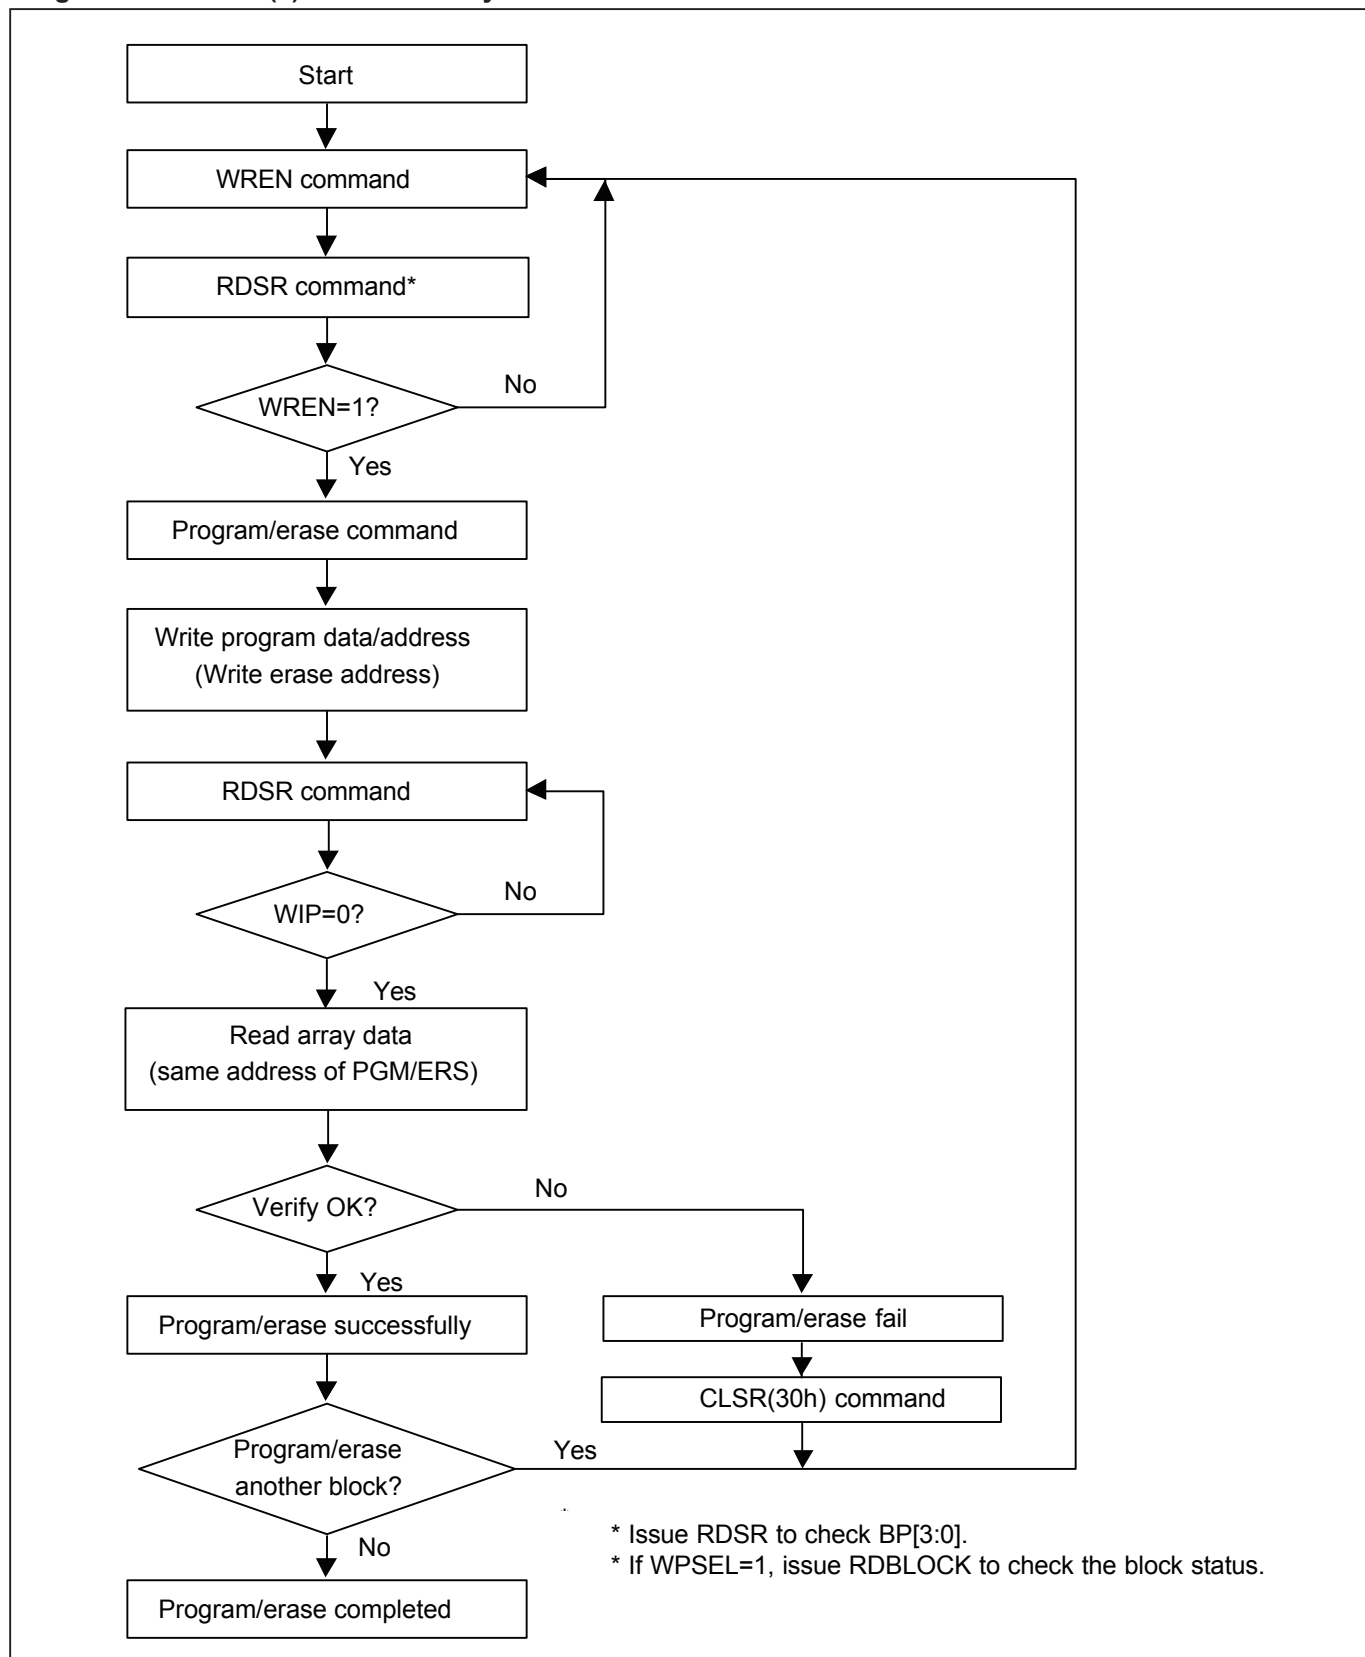 Start
WREN command
RDSR command*
No
WREN=1?
Yes
Program/erase command
Write program data/address
(Write erase address)
RDSR command
No
WIP=0?
Yes
Read array data
(same address of PGM/ERS)
No
Verify OK?
Yes
Program/erase successfully
Program/erase fail
CLSR(30h) command
Program/erase
another block?
Yes
*
* Issue RDSR to check BP[3:0].
No
* If WPSEL=1, issue RDBLOCK to check the block status.
Program/erase completed